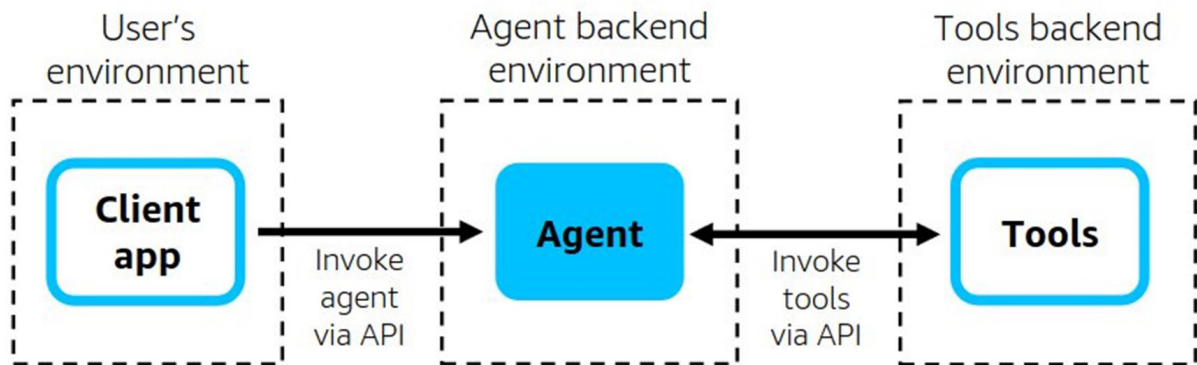 User's
environment
Agent backend
environment
Tools backend
environment
Client
app
Invoke
agent
via API
Agent
Invoke
tools
via API
Tools